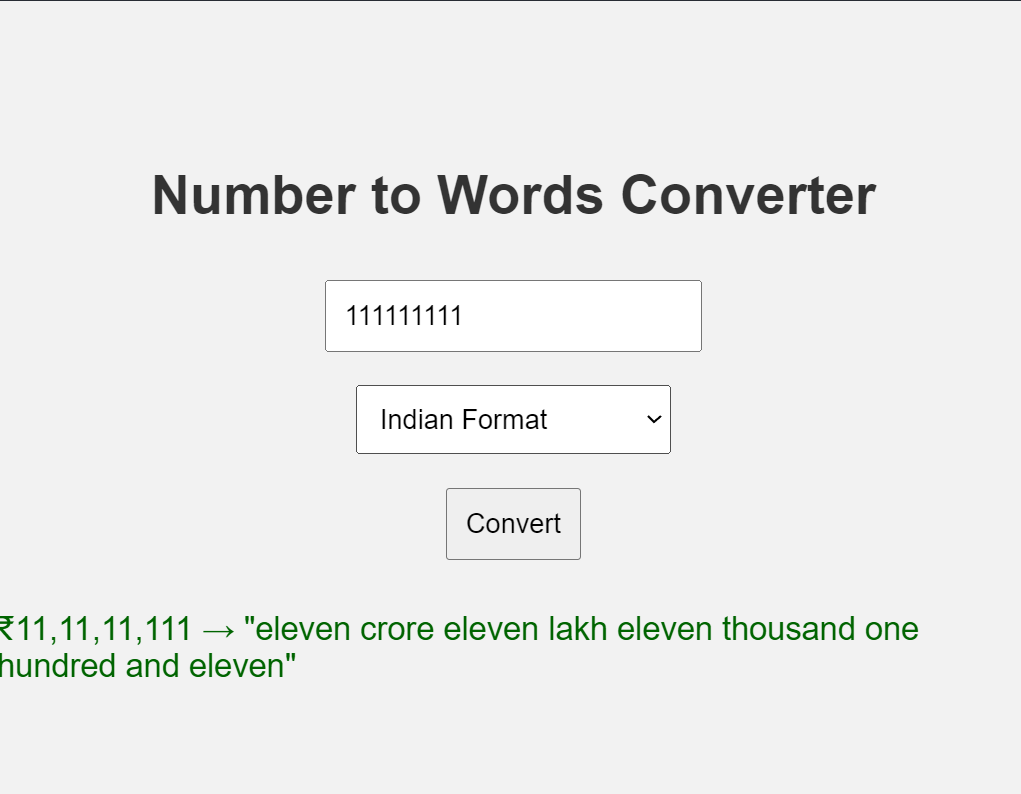 Number to Words Converter
111111111
Indian Format
Convert
₹11,11,11,111 → "eleven crore eleven lakh eleven thousand one
hundred and eleven"